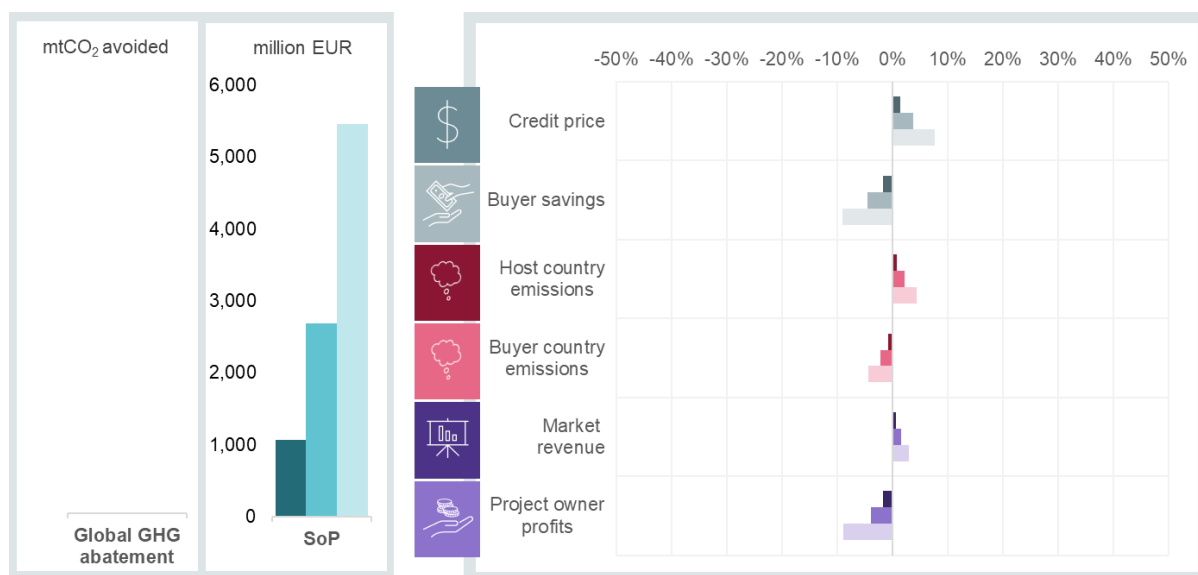 mtCO₂ avoided
Global GHG
abatement
million EUR
6,000
5,000
4,000
3,000
2,000
1,000
0
SoP
-50% -40% -30% -20% -10% 0% 10% 20% 30% 40% 50%
$
Credit price
Buyer savings
Host country
emissions
Buyer country
emissions
Market
revenue
Project owner
profits